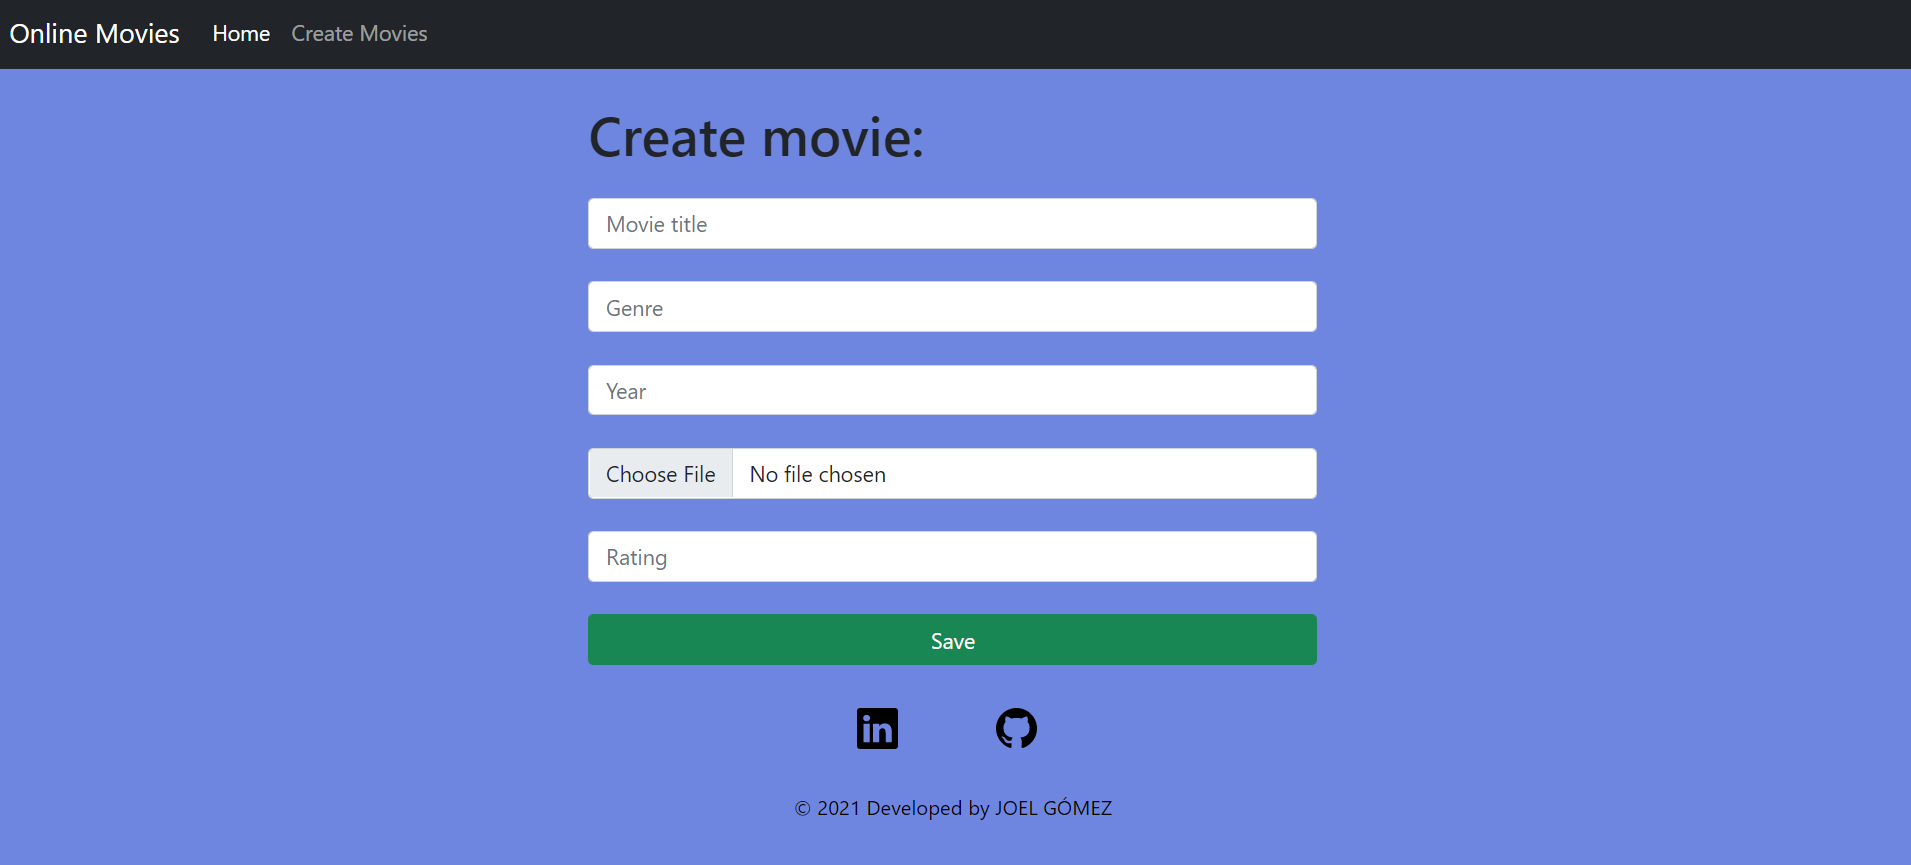 Online Movies Home Create Movies
Create movie:
Movie title
Genre
Year
Choose File No file chosen
Rating
Save
in
© 2021 Developed by JOEL GÓMEZ